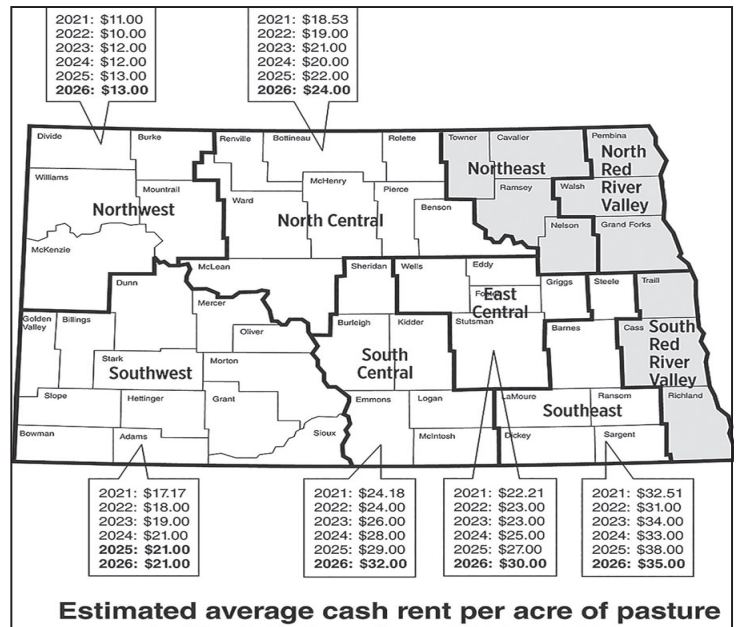 2021: $11.00
2022: $10.00
2023: $12.00
2024: $12.00
2025: $13.00
2026: $13.00
2021: $18.53
2022: $19.00
2023: $21.00
2024: $20.00
2025: $22.00
2026: $24.00
Divide
Burke
Renville
Bottineau
Rolette
Towner
Cavalier
Pembina
North
Red
River
Valley
Northeast
Williams
Mountrail
Northwest
Ward
McHenry
Pierce
Benson
North Central
Ramsey
Walsh
Nelson
Grand Forks
McKenzie
McLean
Sheridan
Wells
Eddy
Foster
East
Central
Griggs
Steele
Traill
Dunn
Mercer
Oliver
Golden
Valley
Billings
Burleigh
Kidder
Stutsman
Barnes
Cass
South
Red
River
Valley
Stark
Southwest
Morton
South
Central
Slope
Hettinger
Grant
Emmons
Logan
LaMoure
Ransom
Richland
Southeast
Bowman
Adams
Sioux
McIntosh
Dickey
Sargent
2021: $17.17
2022: $18.00
2023: $19.00
2024: $21.00
2025: $21.00
2026: $21.00
2021: $24.18
2022: $24.00
2023: $26.00
2024: $28.00
2025: $29.00
2026: $32.00
2021: $22.21
2022: $23.00
2023: $23.00
2024: $25.00
2025: $27.00
2026: $30.00
2021: $32.51
2022: $31.00
2023: $34.00
2024: $33.00
2025: $38.00
2026: $35.00
Estimated average cash rent per acre of pasture